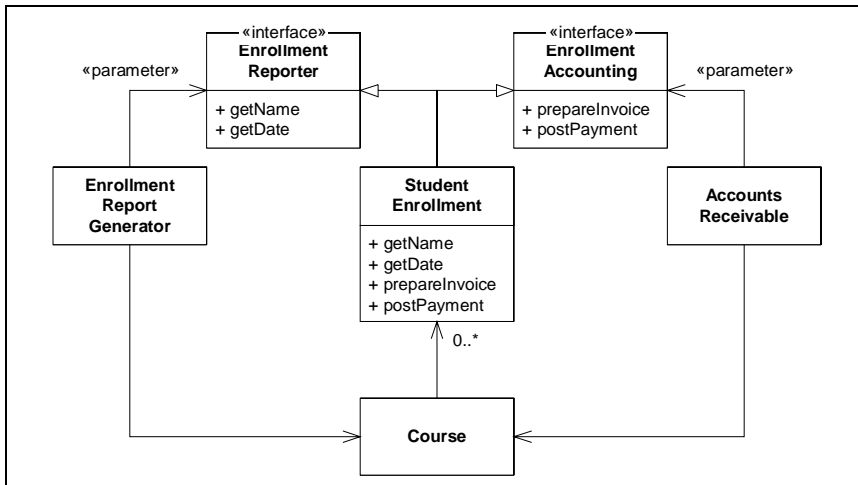 «interface»
Enrollment
Reporter
+ getName
+ getDate
«interface»
Enrollment
Accounting
+ prepareInvoice
+ postPayment
«parameter»
«parameter»
Enrollment
Report
Generator
Student
Enrollment
+ getName
+ getDate
+ prepareInvoice
+ postPayment
Accounts
Receivable
0..*
Course